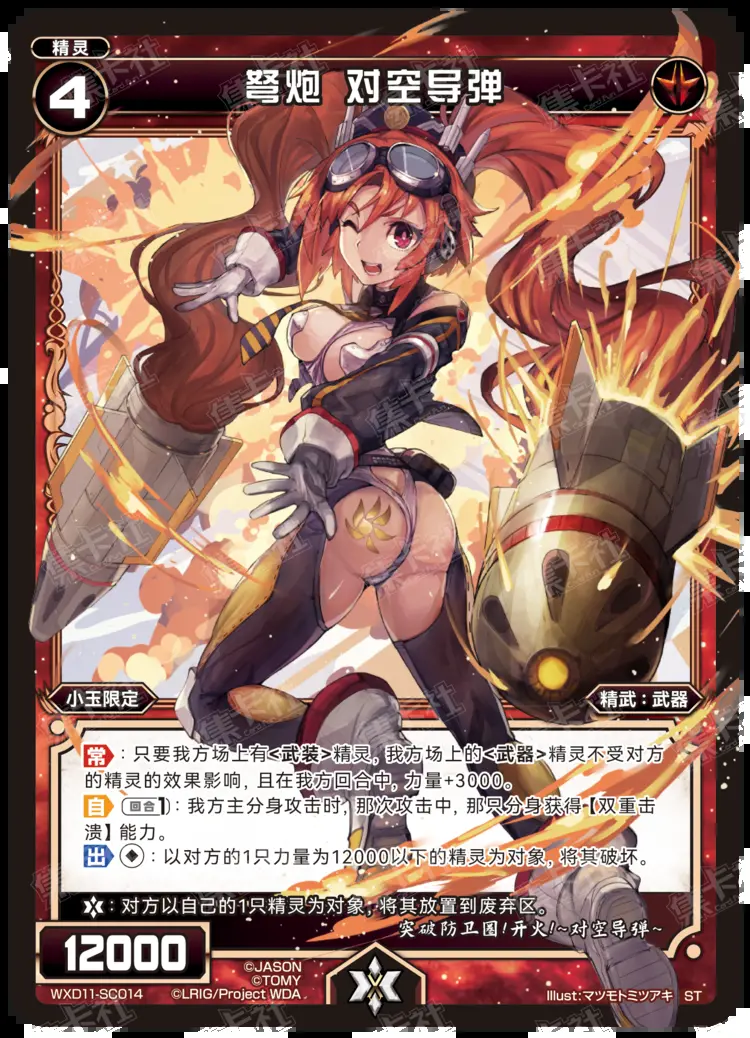 精灵
4
弩炮 对空导弹
小玉限定
精武：武器
常：只要我方场上有<武装>精灵，我方场上的<武器>精灵不受对方
的精灵的效果影响，且在我方回合中，力量+3000。
自 回合1：我方主分身攻击时，那次攻击中，那只分身获得【双重击
溃】能力。
出：以对方的1只力量为12000以下的精灵为对象，将其破坏。
：对方以自己的1只精灵为对象，将其放置到废弃区。
突破防卫圈！开火！~对空导弹~
12000
©JASON
©TOMY
WXD11-SC014 ©LRIG/Project WDA
Illust:マツモトミツアキ ST
集卡社